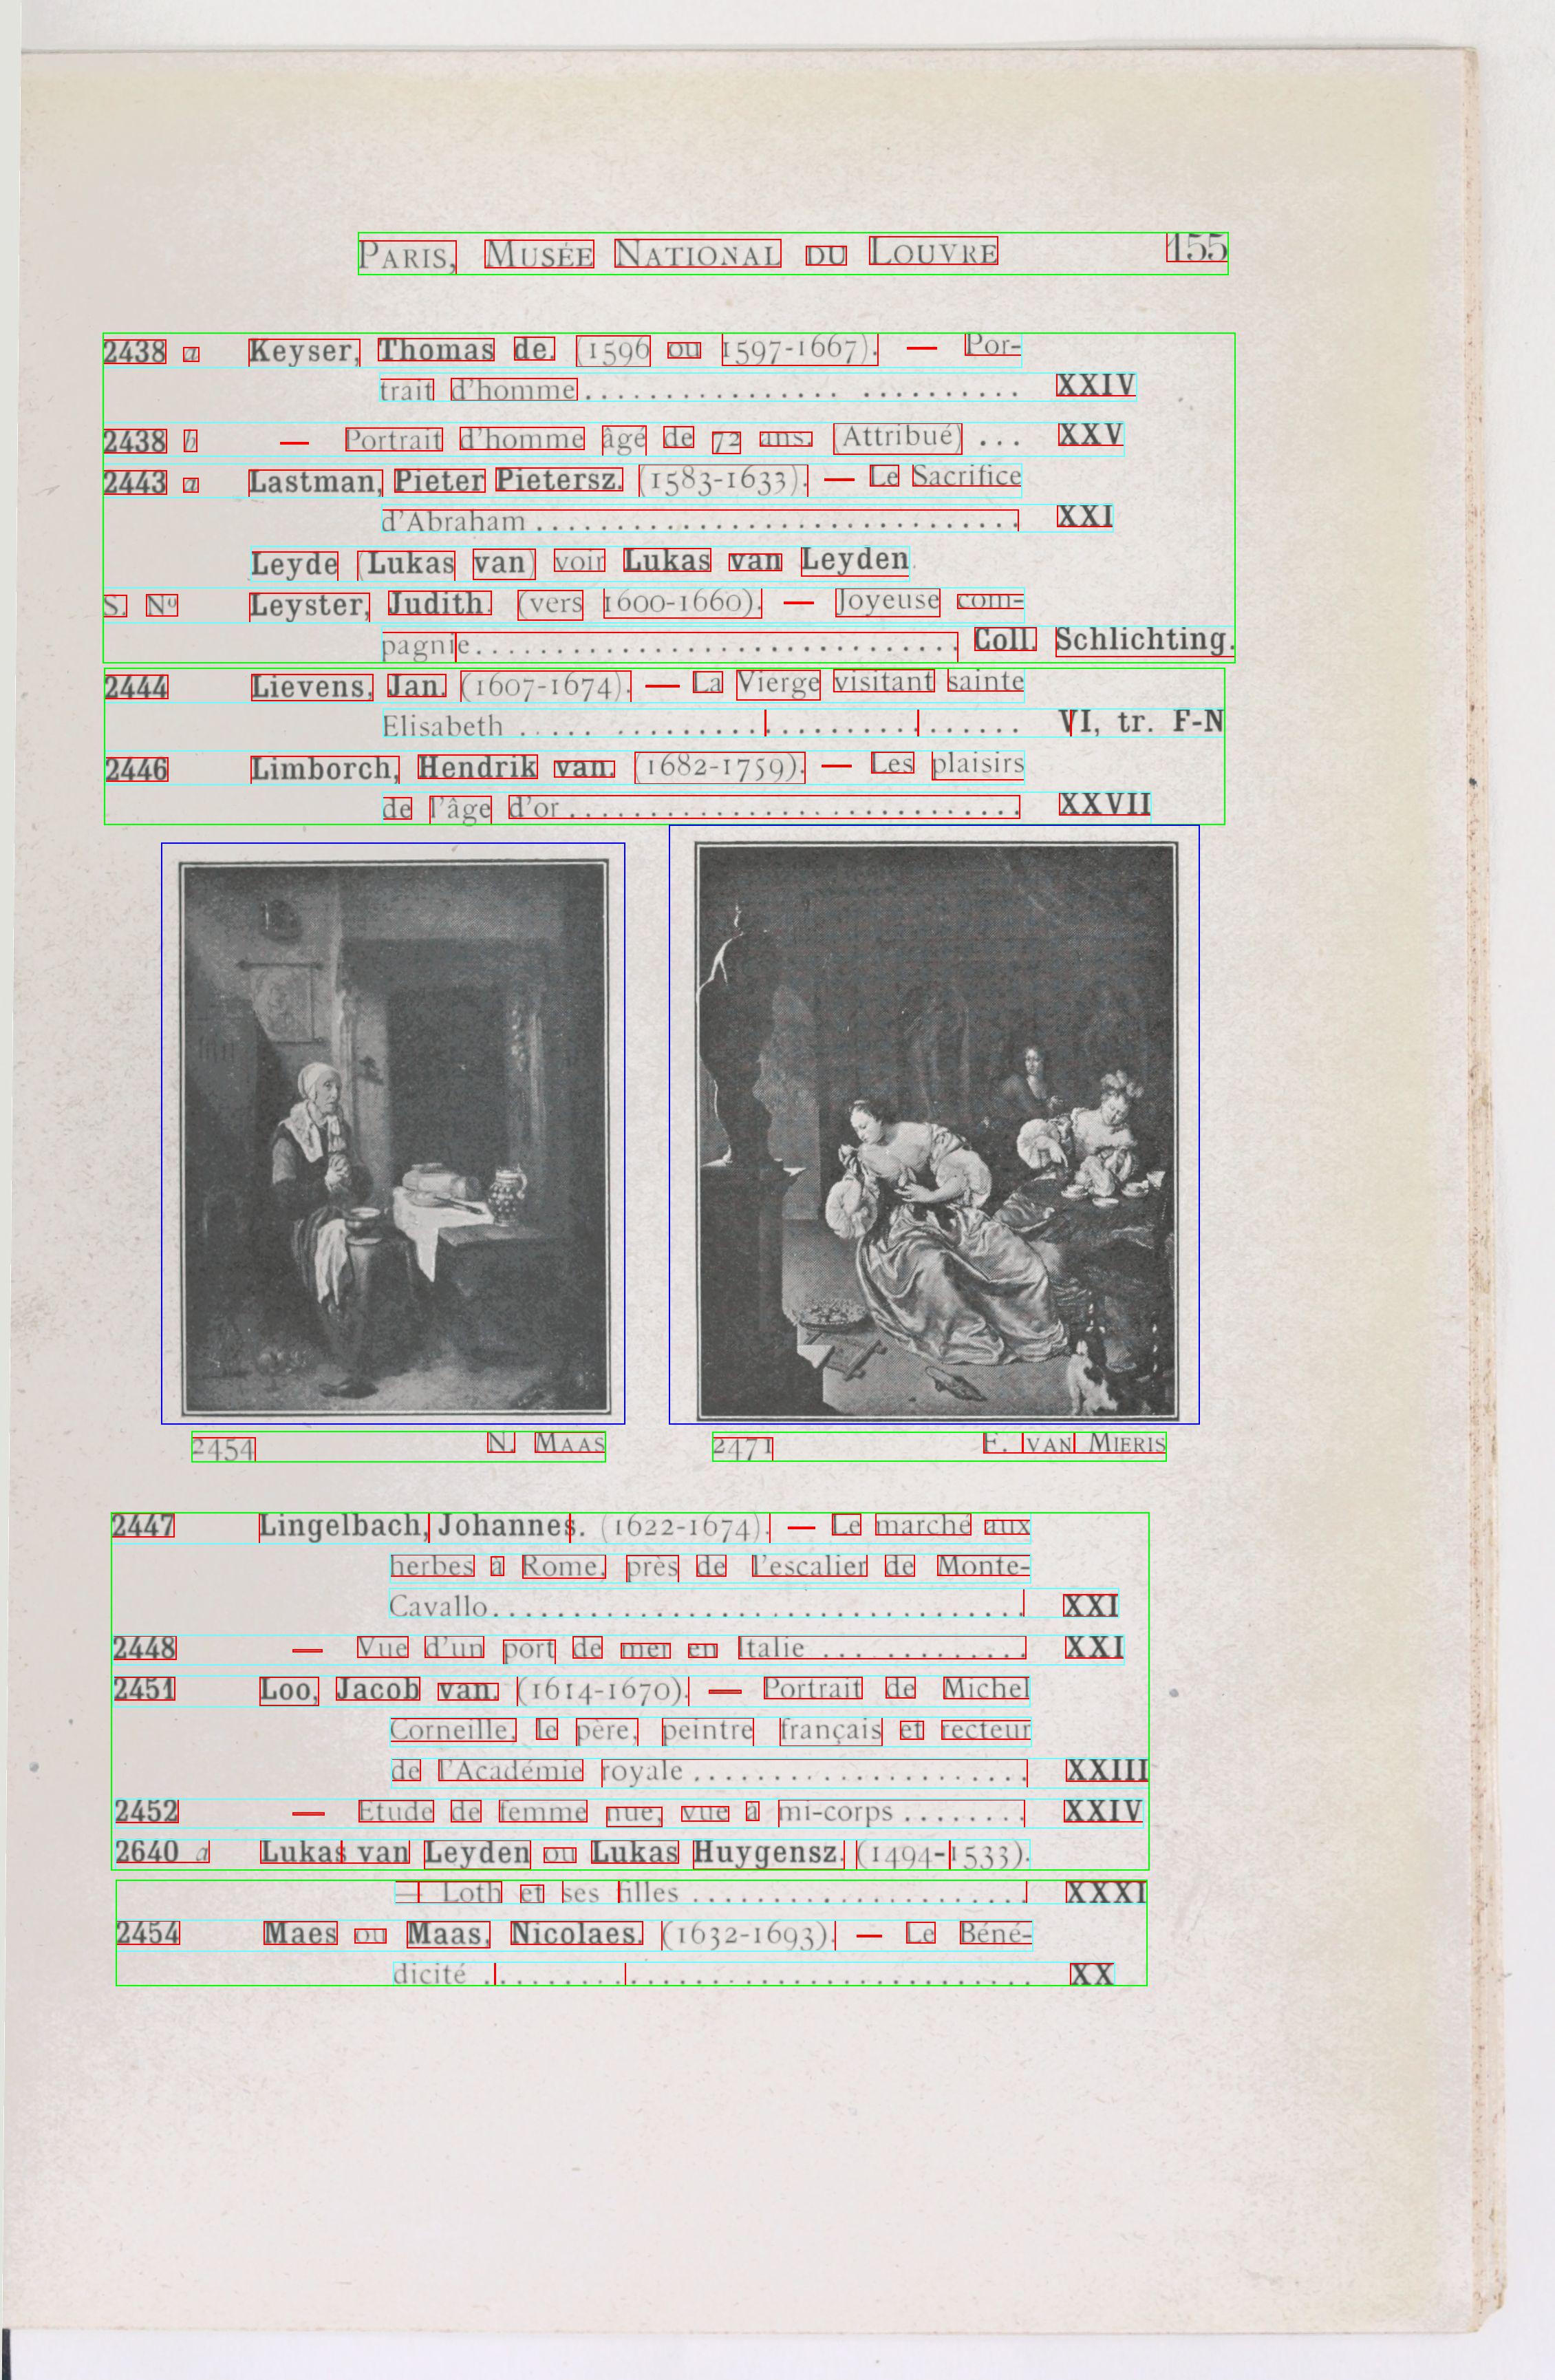 PARIS, MUSÉE NATIONAL DU LOUVRE 155
2438 a Keyser, Thomas de. (1596 ou 1597-1667). — Por-
trait d'homme ................ .......... XXIV
2438 b — Portrait d'homme âgé de 72 ans. (Attribué) ... XXV
2443 a Lastman, Pieter Pietersz. (1583-1633). — Le Sacrifice
d'Abraham ............................... XXI
Leyde (Lukas van) voir Lukas van Leyden.
S. No Leyster, Judith. (vers 1600-1660). — Joyeuse com-
pagnie............................... Coll. Schlichting.
2444 Lievens, Jan. (1607-1674). — La Vierge visitant sainte
Elisabeth ..... .......................... VI, tr. F-N
2446 Limborch, Hendrik van. (1682-1759). — Les plaisirs
de l'âge d'or............................. XXVII
2454 N. MAAS
2471 F. VAN MIERIS
2447 Lingelbach, Johannes. (1622-1674). — Le marché aux
herbes à Rome, près de l'escalier de Monte-
Cavallo.................................. XXI
2448 — Vue d'un port de mer en Italie ... .......... XXI
2451 Loo, Jacob van. (1614-1670). — Portrait de Michel
Corneille, le père, peintre français et recteur
de l'Académie royale ..................... XXIII
2452 — Etude de femme nue, vue à mi-corps ........ XXIV
2640 a Lukas van Leyden ou Lukas Huygensz. (1494-1533).
— Loth et ses filles ...................... XXXI
2454 Maes ou Maas, Nicolaes. (1632-1693). — Le Béné-
dicité ................................... XX